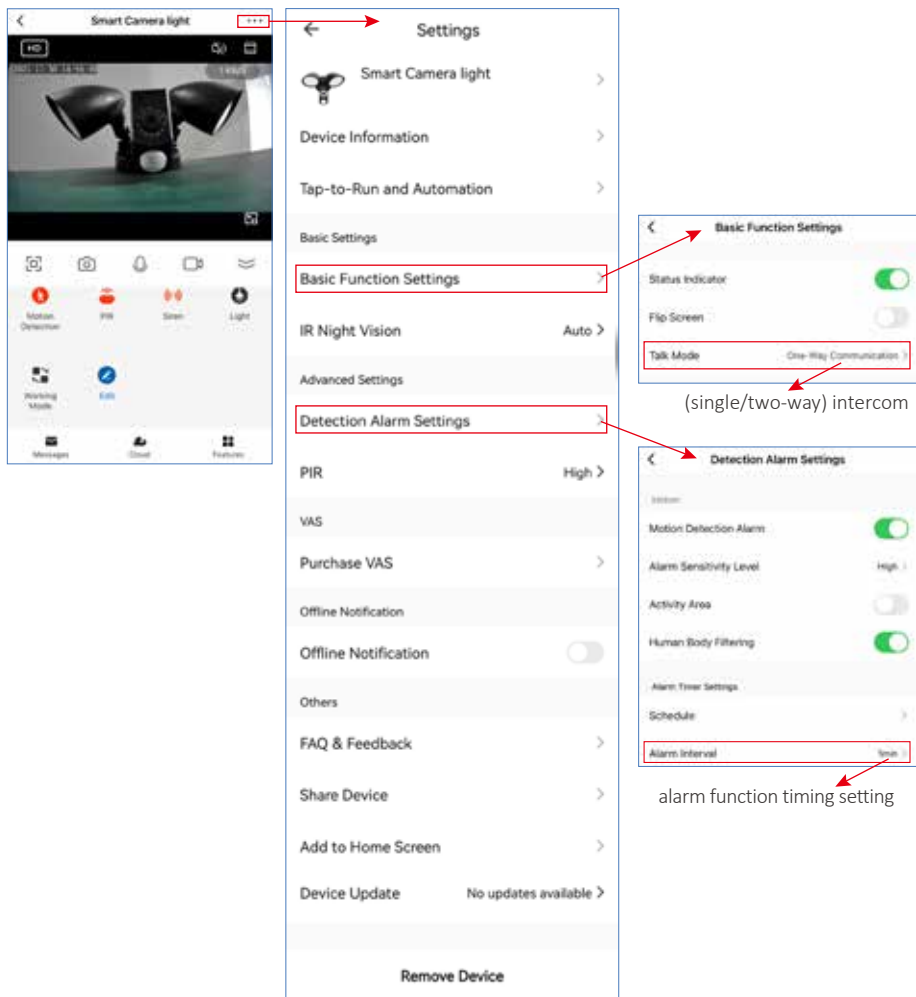 Smart Camera light
HD
Motion
Detection
PIR
Siren
Light
Working
Mode
Edit
Messages
Cloud
Features
Settings
Smart Camera light
Device Information
Tap-to-Run and Automation
Basic Settings
Basic Function Settings
IR Night Vision Auto
Advanced Settings
Detection Alarm Settings
PIR High
VAS
Purchase VAS
Offline Notification
Offline Notification
Others
FAQ & Feedback
Share Device
Add to Home Screen
Device Update No updates available
Remove Device
Basic Function Settings
Status Indicator
Flip Screen
Talk Mode One-Way Communication
(single/two-way) intercom
Detection Alarm Settings
Motion Detection Alarm
Alarm Sensitivity Level High
Activity Area
Human Body Filtering
Alarm Timer Settings
Schedule
Alarm Interval
alarm function timing setting